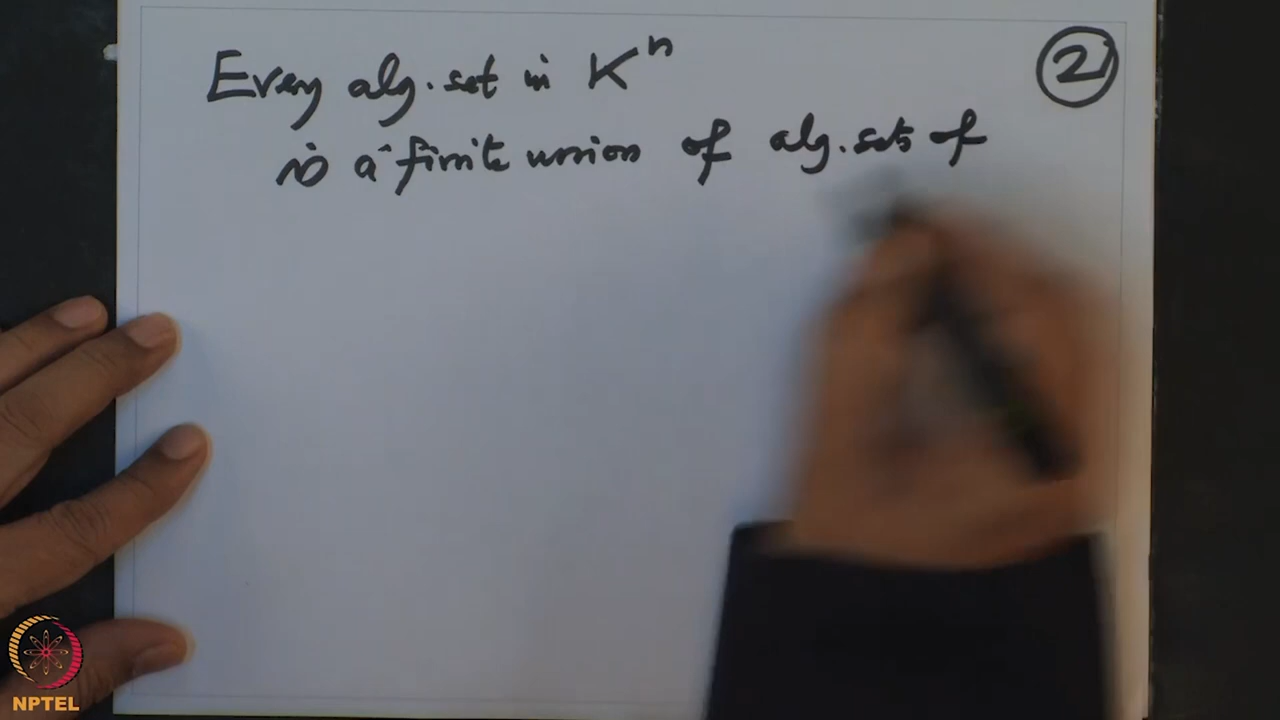 Every alg. set in K^n
②
is a finite union of alg. sets of
NPTEL